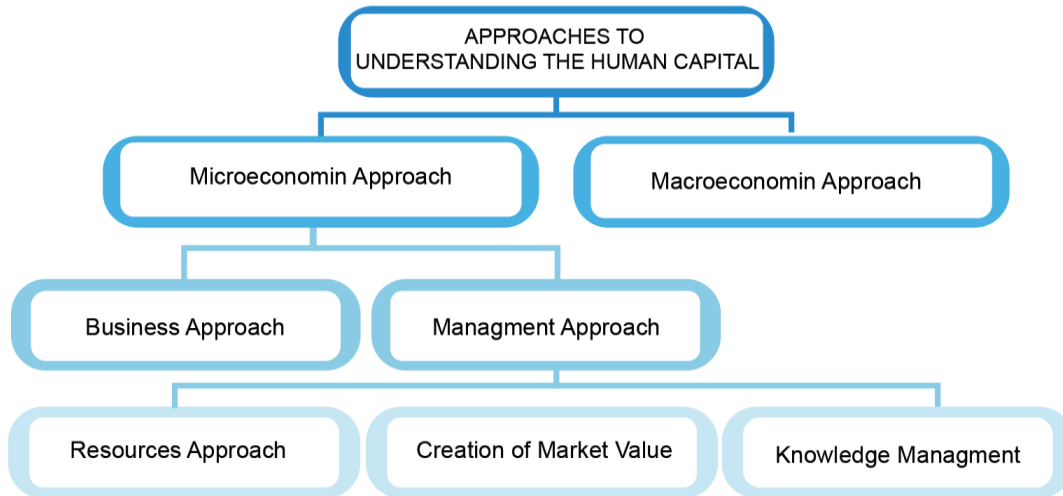 APPROACHES TO
UNDERSTANDING THE HUMAN CAPITAL
Microeconomin Approach
Macroeconomin Approach
Business Approach
Managment Approach
Resources Approach
Creation of Market Value
Knowledge Managment